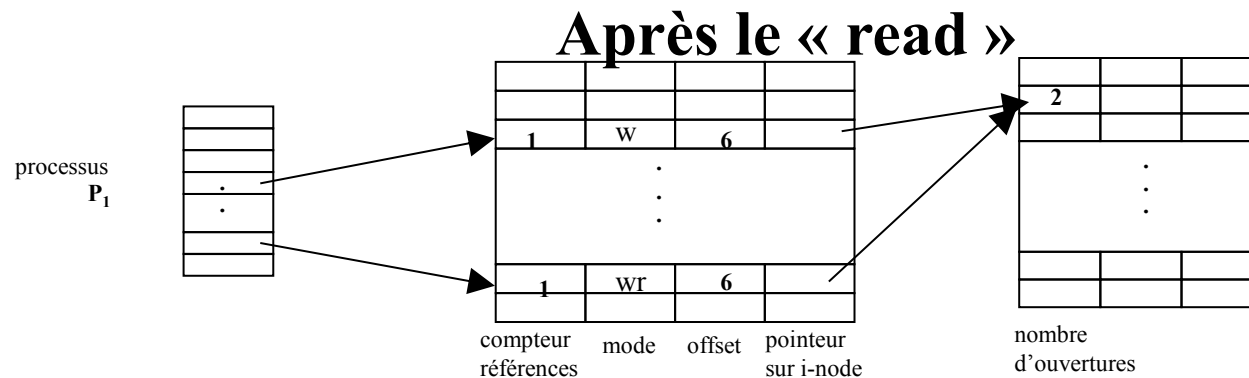 Après le « read »
2
1 w 6
processus
P1
1 wr 6
compteur
références
mode
offset
pointeur
sur i-node
nombre
d'ouvertures